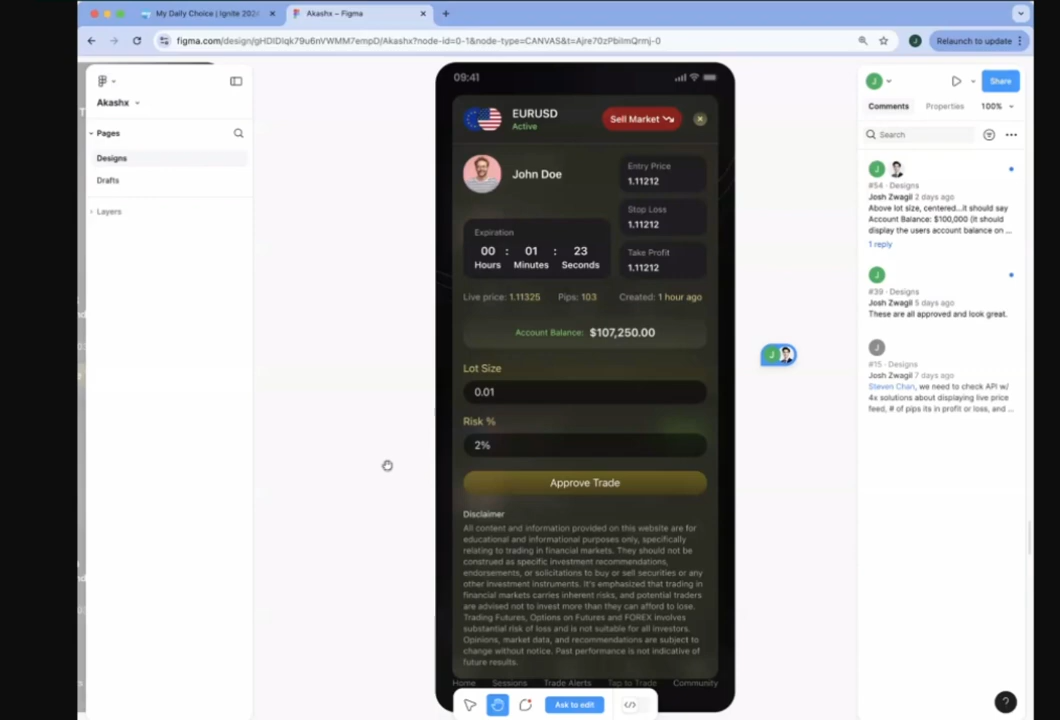 My Daily Choice | Ignite 2024
Akashx – Figma
figma.com/design/gHDIDIqk79u6nVWMM7empD/Akashx?node-id=0-1&node-type=CANVAS&t=Ajre70zPbilmQrmj-0
Relaunch to update
Akashx
Pages
Designs
Drafts
Layers
09:41
EURUSD
Active
Sell Market
John Doe
Entry Price
1.11212
Stop Loss
1.11212
Take Profit
1.11212
Expiration
00 : 01 : 23
Hours Minutes Seconds
Live price: 1.11325 Pips: 103 Created: 1 hour ago
Account Balance: $107,250.00
Lot Size
0.01
Risk %
2%
Approve Trade
Disclaimer
All content and information provided on this website are for
educational and informational purposes only, specifically
relating to trading in financial markets. They should not be
construed as specific investment recommendations,
endorsements, or solicitations to buy or sell securities or any
other investment instruments. It's emphasized that trading in
financial markets carries inherent risks, and potential traders
are advised not to invest more than they can afford to lose.
Trading Futures, Options on Futures and FOREX involves
substantial risk of loss and is not suitable for all investors.
Opinions, market data, and recommendations are subject to
change without notice. Past performance is not indicative of
future results.
Home Sessions Trade Alerts Tap to Trade Community
Ask to edit
J
Share
Comments Properties 100%
Search
J
#54 · Designs
Josh Zwagil 2 days ago
Above lot size, centered...it should say
Account Balance: $100,000 (it should
display the users account balance on ...
1 reply
J
#39 · Designs
Josh Zwagil 5 days ago
These are all approved and look great.
J
#15 · Designs
Josh Zwagil 7 days ago
Steven Chan, we need to check API w/
4x solutions about displaying live price
feed, # of pips its in profit or loss, and ...
J
?